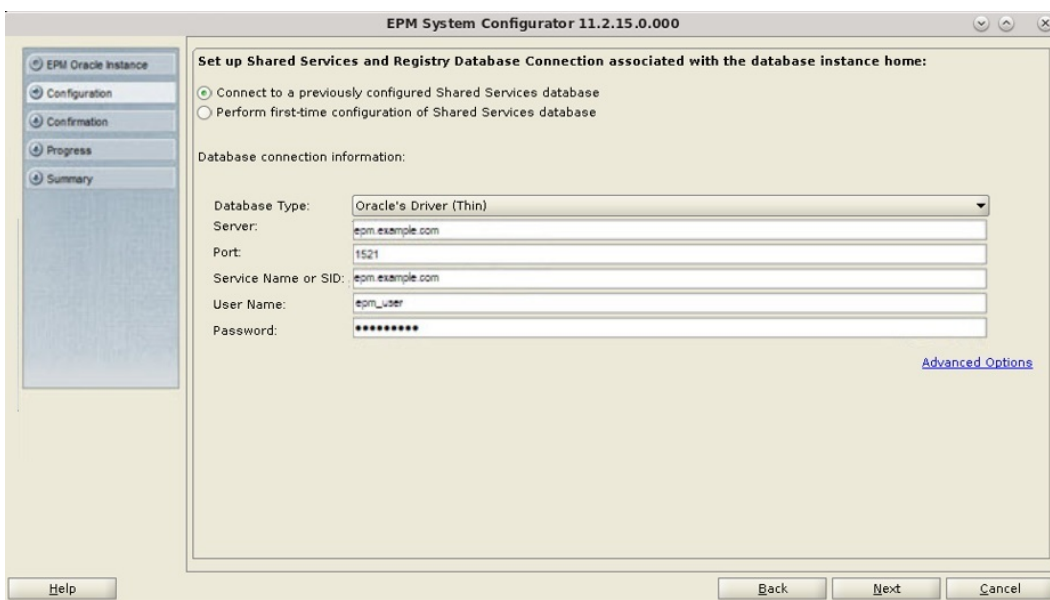 EPM System Configurator 11.2.15.0.000
EPM Oracle Instance
Configuration
Confirmation
Progress
Summary
Set up Shared Services and Registry Database Connection associated with the database instance home:
Connect to a previously configured Shared Services database
Perform first-time configuration of Shared Services database
Database connection information:
Database Type: Oracle's Driver (Thin)
Server: epm.example.com
Port: 1521
Service Name or SID: epm.example.com
User Name: epm_user
Password: •••••••••
Advanced Options
Help Back Next Cancel